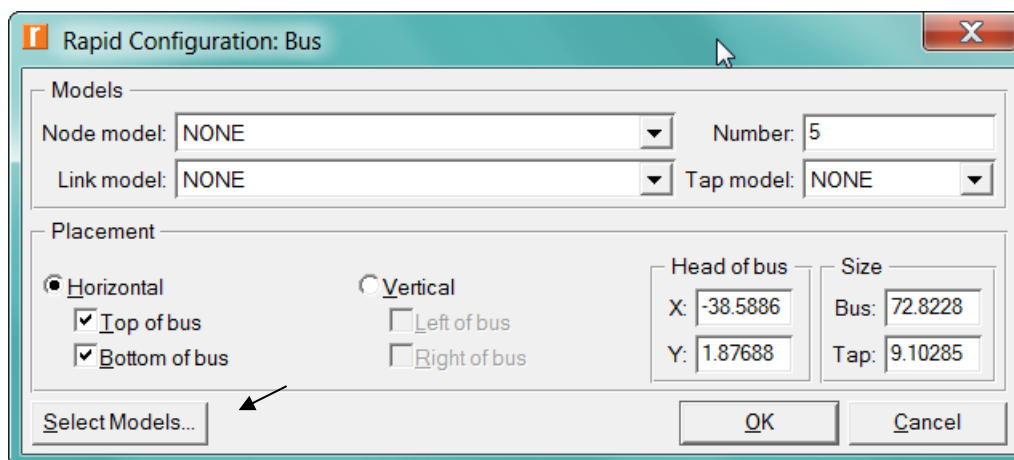 Rapid Configuration: Bus
Models
Node model: NONE Number: 5
Link model: NONE Tap model: NONE
Placement
Horizontal
Top of bus
Bottom of bus
Vertical
Left of bus
Right of bus
Head of bus
X: -38.5886
Y: 1.87688
Size
Bus: 72.8228
Tap: 9.10285
Select Models... OK Cancel